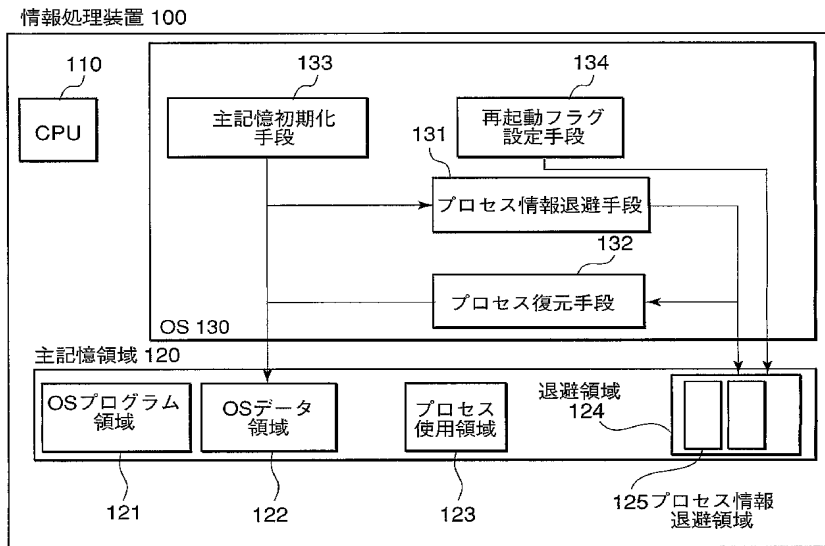 情報処理装置 100
110
CPU
133
主記憶初期化
手段
134
再起動フラグ
設定手段
131
プロセス情報退避手段
132
プロセス復元手段
OS 130
主記憶領域 120
OSプログラム
領域
OSデータ
領域
プロセス
使用領域
退避領域
124
121
122
123
125プロセス情報
退避領域